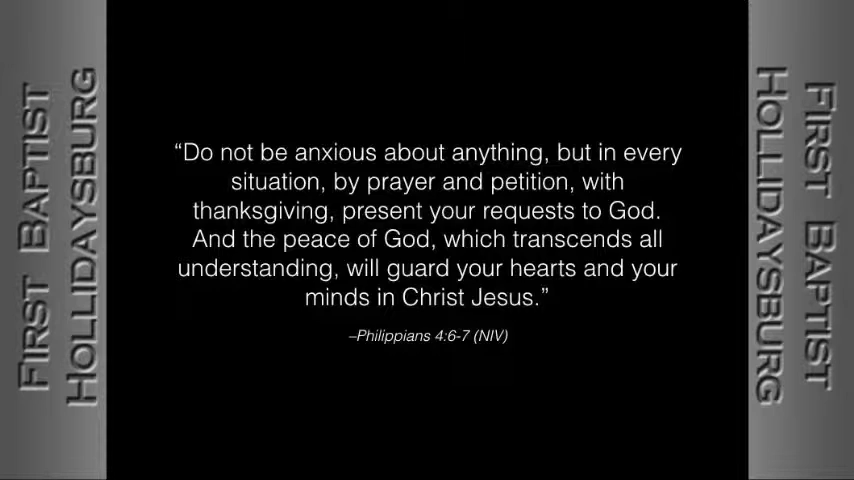 FIRST BAPTIST
HOLLIDAYSBURG
“Do not be anxious about anything, but in every
situation, by prayer and petition, with
thanksgiving, present your requests to God.
And the peace of God, which transcends all
understanding, will guard your hearts and your
minds in Christ Jesus.”
–Philippians 4:6-7 (NIV)
FIRST BAPTIST
HOLLIDAYSBURG